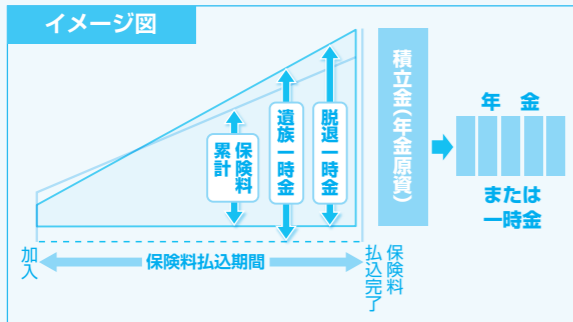 イメージ図
保険料
累計
遺族一時金
脱退一時金
積立金(年金原資)
年 金
または
一時金
加入
保険料払込期間
保険料
払込完了